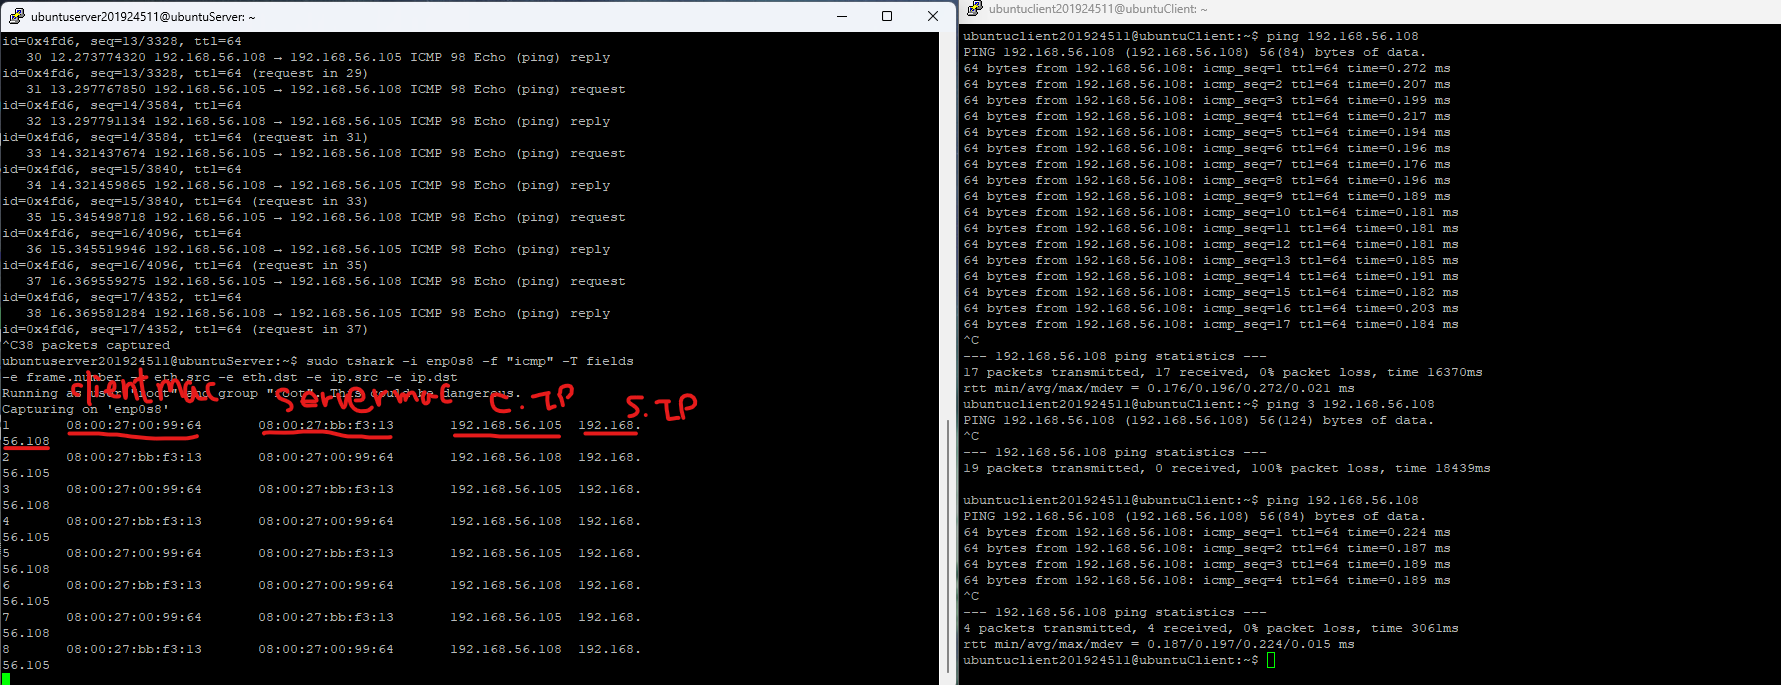 ubuntuserver201924511@ubuntuServer: ~
id=0x4fd6, seq=13/3328, ttl=64
30 12.273774320 192.168.56.108 → 192.168.56.105 ICMP 98 Echo (ping) reply
id=0x4fd6, seq=13/3328, ttl=64 (request in 29)
31 13.297767850 192.168.56.105 → 192.168.56.108 ICMP 98 Echo (ping) request
id=0x4fd6, seq=14/3584, ttl=64
32 13.297791134 192.168.56.108 → 192.168.56.105 ICMP 98 Echo (ping) reply
id=0x4fd6, seq=14/3584, ttl=64 (request in 31)
33 14.321437674 192.168.56.105 → 192.168.56.108 ICMP 98 Echo (ping) request
id=0x4fd6, seq=15/3840, ttl=64
34 14.321459865 192.168.56.108 → 192.168.56.105 ICMP 98 Echo (ping) reply
id=0x4fd6, seq=15/3840, ttl=64 (request in 33)
35 15.345498718 192.168.56.105 → 192.168.56.108 ICMP 98 Echo (ping) request
id=0x4fd6, seq=16/4096, ttl=64
36 15.345519946 192.168.56.108 → 192.168.56.105 ICMP 98 Echo (ping) reply
id=0x4fd6, seq=16/4096, ttl=64 (request in 35)
37 16.369559275 192.168.56.105 → 192.168.56.108 ICMP 98 Echo (ping) request
id=0x4fd6, seq=17/4352, ttl=64
38 16.369581284 192.168.56.108 → 192.168.56.105 ICMP 98 Echo (ping) reply
id=0x4fd6, seq=17/4352, ttl=64 (request in 37)
^C38 packets captured
ubuntuserver201924511@ubuntuServer:~$ sudo tshark -i enp0s8 -f "icmp" -T fields
-e frame.number -e eth.src -e eth.dst -e ip.src -e ip.dst
Running as user "root" and group "root". This could be dangerous.
Capturing on 'enp0s8'
clientmac servermac C.IP S.IP
1 08:00:27:00:99:64 08:00:27:bb:f3:13 192.168.56.105 192.168.
56.108
2 08:00:27:bb:f3:13 08:00:27:00:99:64 192.168.56.108 192.168.
56.105
3 08:00:27:00:99:64 08:00:27:bb:f3:13 192.168.56.105 192.168.
56.108
4 08:00:27:bb:f3:13 08:00:27:00:99:64 192.168.56.108 192.168.
56.105
5 08:00:27:00:99:64 08:00:27:bb:f3:13 192.168.56.105 192.168.
56.108
6 08:00:27:bb:f3:13 08:00:27:00:99:64 192.168.56.108 192.168.
56.105
7 08:00:27:00:99:64 08:00:27:bb:f3:13 192.168.56.105 192.168.
56.108
8 08:00:27:bb:f3:13 08:00:27:00:99:64 192.168.56.108 192.168.
56.105
ubuntuclient201924511@ubuntuClient: ~
ubuntuclient201924511@ubuntuClient:~$ ping 192.168.56.108
PING 192.168.56.108 (192.168.56.108) 56(84) bytes of data.
64 bytes from 192.168.56.108: icmp_seq=1 ttl=64 time=0.272 ms
64 bytes from 192.168.56.108: icmp_seq=2 ttl=64 time=0.207 ms
64 bytes from 192.168.56.108: icmp_seq=3 ttl=64 time=0.199 ms
64 bytes from 192.168.56.108: icmp_seq=4 ttl=64 time=0.217 ms
64 bytes from 192.168.56.108: icmp_seq=5 ttl=64 time=0.194 ms
64 bytes from 192.168.56.108: icmp_seq=6 ttl=64 time=0.196 ms
64 bytes from 192.168.56.108: icmp_seq=7 ttl=64 time=0.176 ms
64 bytes from 192.168.56.108: icmp_seq=8 ttl=64 time=0.196 ms
64 bytes from 192.168.56.108: icmp_seq=9 ttl=64 time=0.189 ms
64 bytes from 192.168.56.108: icmp_seq=10 ttl=64 time=0.181 ms
64 bytes from 192.168.56.108: icmp_seq=11 ttl=64 time=0.181 ms
64 bytes from 192.168.56.108: icmp_seq=12 ttl=64 time=0.181 ms
64 bytes from 192.168.56.108: icmp_seq=13 ttl=64 time=0.185 ms
64 bytes from 192.168.56.108: icmp_seq=14 ttl=64 time=0.191 ms
64 bytes from 192.168.56.108: icmp_seq=15 ttl=64 time=0.182 ms
64 bytes from 192.168.56.108: icmp_seq=16 ttl=64 time=0.203 ms
64 bytes from 192.168.56.108: icmp_seq=17 ttl=64 time=0.184 ms
^C
--- 192.168.56.108 ping statistics ---
17 packets transmitted, 17 received, 0% packet loss, time 16370ms
rtt min/avg/max/mdev = 0.176/0.196/0.272/0.021 ms
ubuntuclient201924511@ubuntuClient:~$ ping 3 192.168.56.108
PING 192.168.56.108 (192.168.56.108) 56(124) bytes of data.
^C
--- 192.168.56.108 ping statistics ---
19 packets transmitted, 0 received, 100% packet loss, time 18439ms
ubuntuclient201924511@ubuntuClient:~$ ping 192.168.56.108
PING 192.168.56.108 (192.168.56.108) 56(84) bytes of data.
64 bytes from 192.168.56.108: icmp_seq=1 ttl=64 time=0.224 ms
64 bytes from 192.168.56.108: icmp_seq=2 ttl=64 time=0.187 ms
64 bytes from 192.168.56.108: icmp_seq=3 ttl=64 time=0.189 ms
64 bytes from 192.168.56.108: icmp_seq=4 ttl=64 time=0.189 ms
^C
--- 192.168.56.108 ping statistics ---
4 packets transmitted, 4 received, 0% packet loss, time 3061ms
rtt min/avg/max/mdev = 0.187/0.197/0.224/0.015 ms
ubuntuclient201924511@ubuntuClient:~$